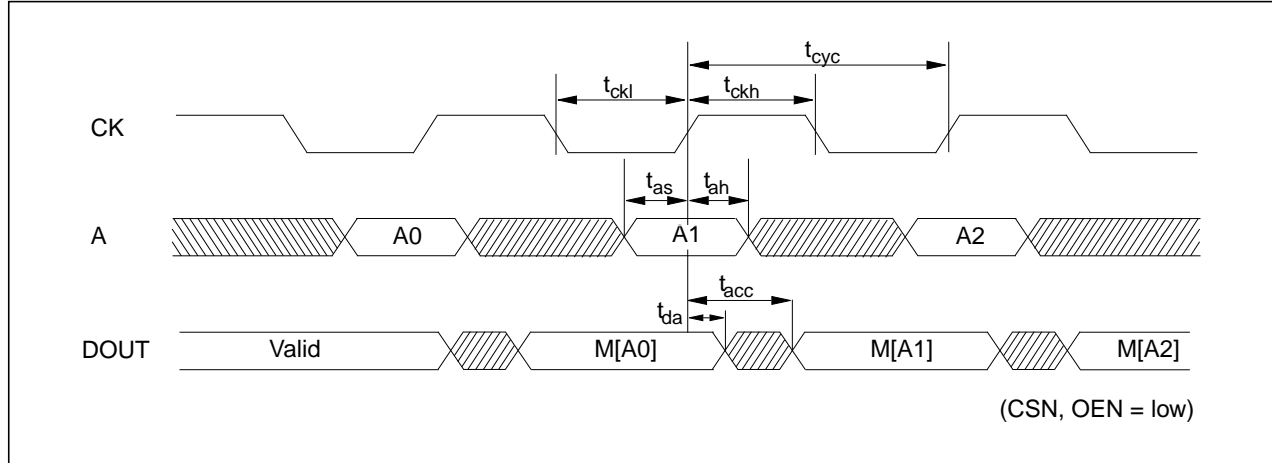 tcyc
tckl
tckh
CK
tas
tah
A
A0
A1
A2
tacc
tda
DOUT
Valid
M[A0]
M[A1]
M[A2]
(CSN, OEN = low)